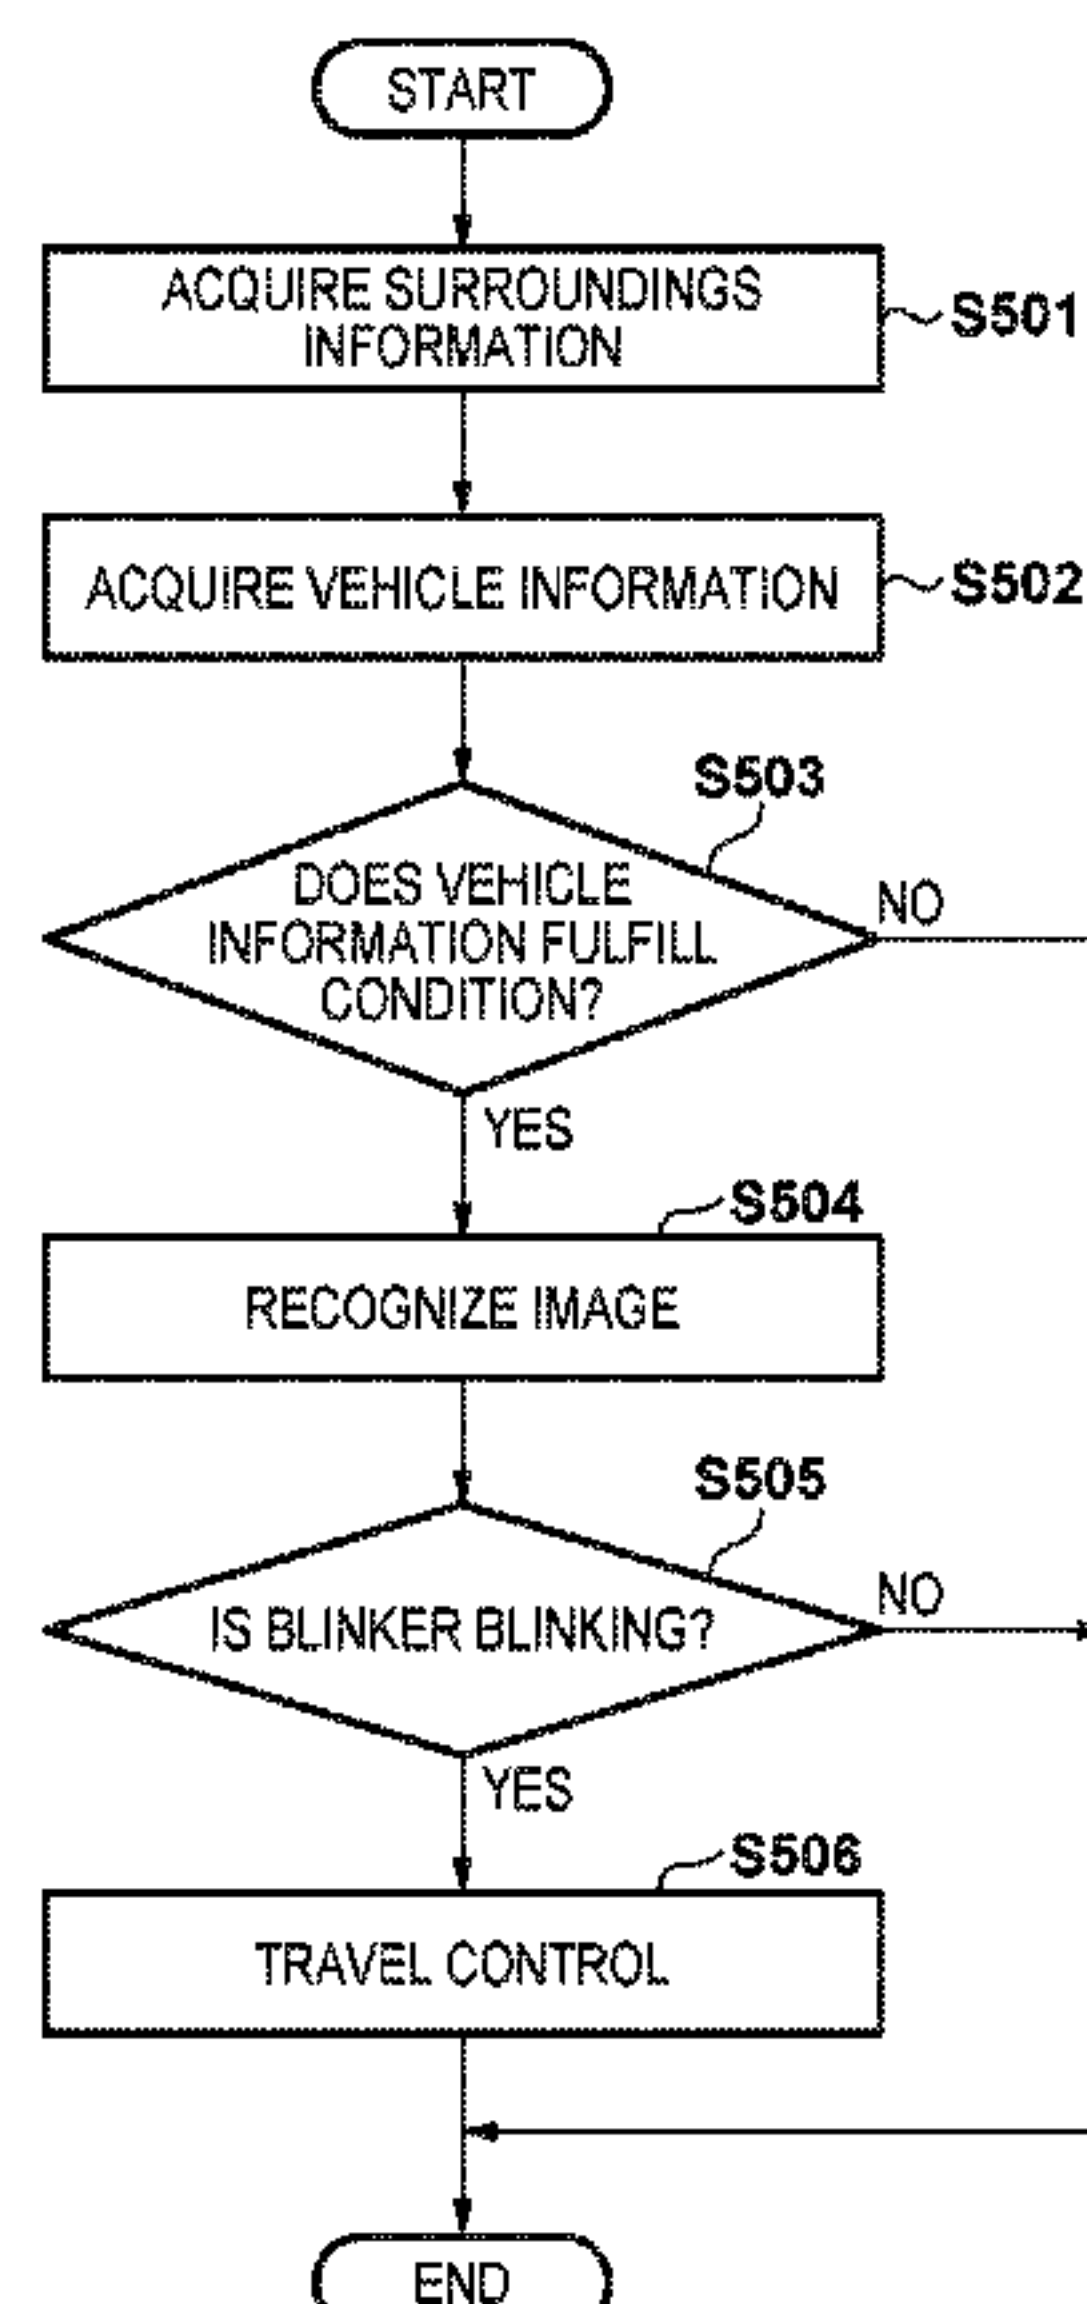 START
ACQUIRE SURROUNDINGS
INFORMATION
S501
ACQUIRE VEHICLE INFORMATION
S502
S503
DOES VEHICLE
INFORMATION FULFILL
CONDITION?
NO
YES
S504
RECOGNIZE IMAGE
S505
IS BLINKER BLINKING?
NO
YES
S506
TRAVEL CONTROL
END